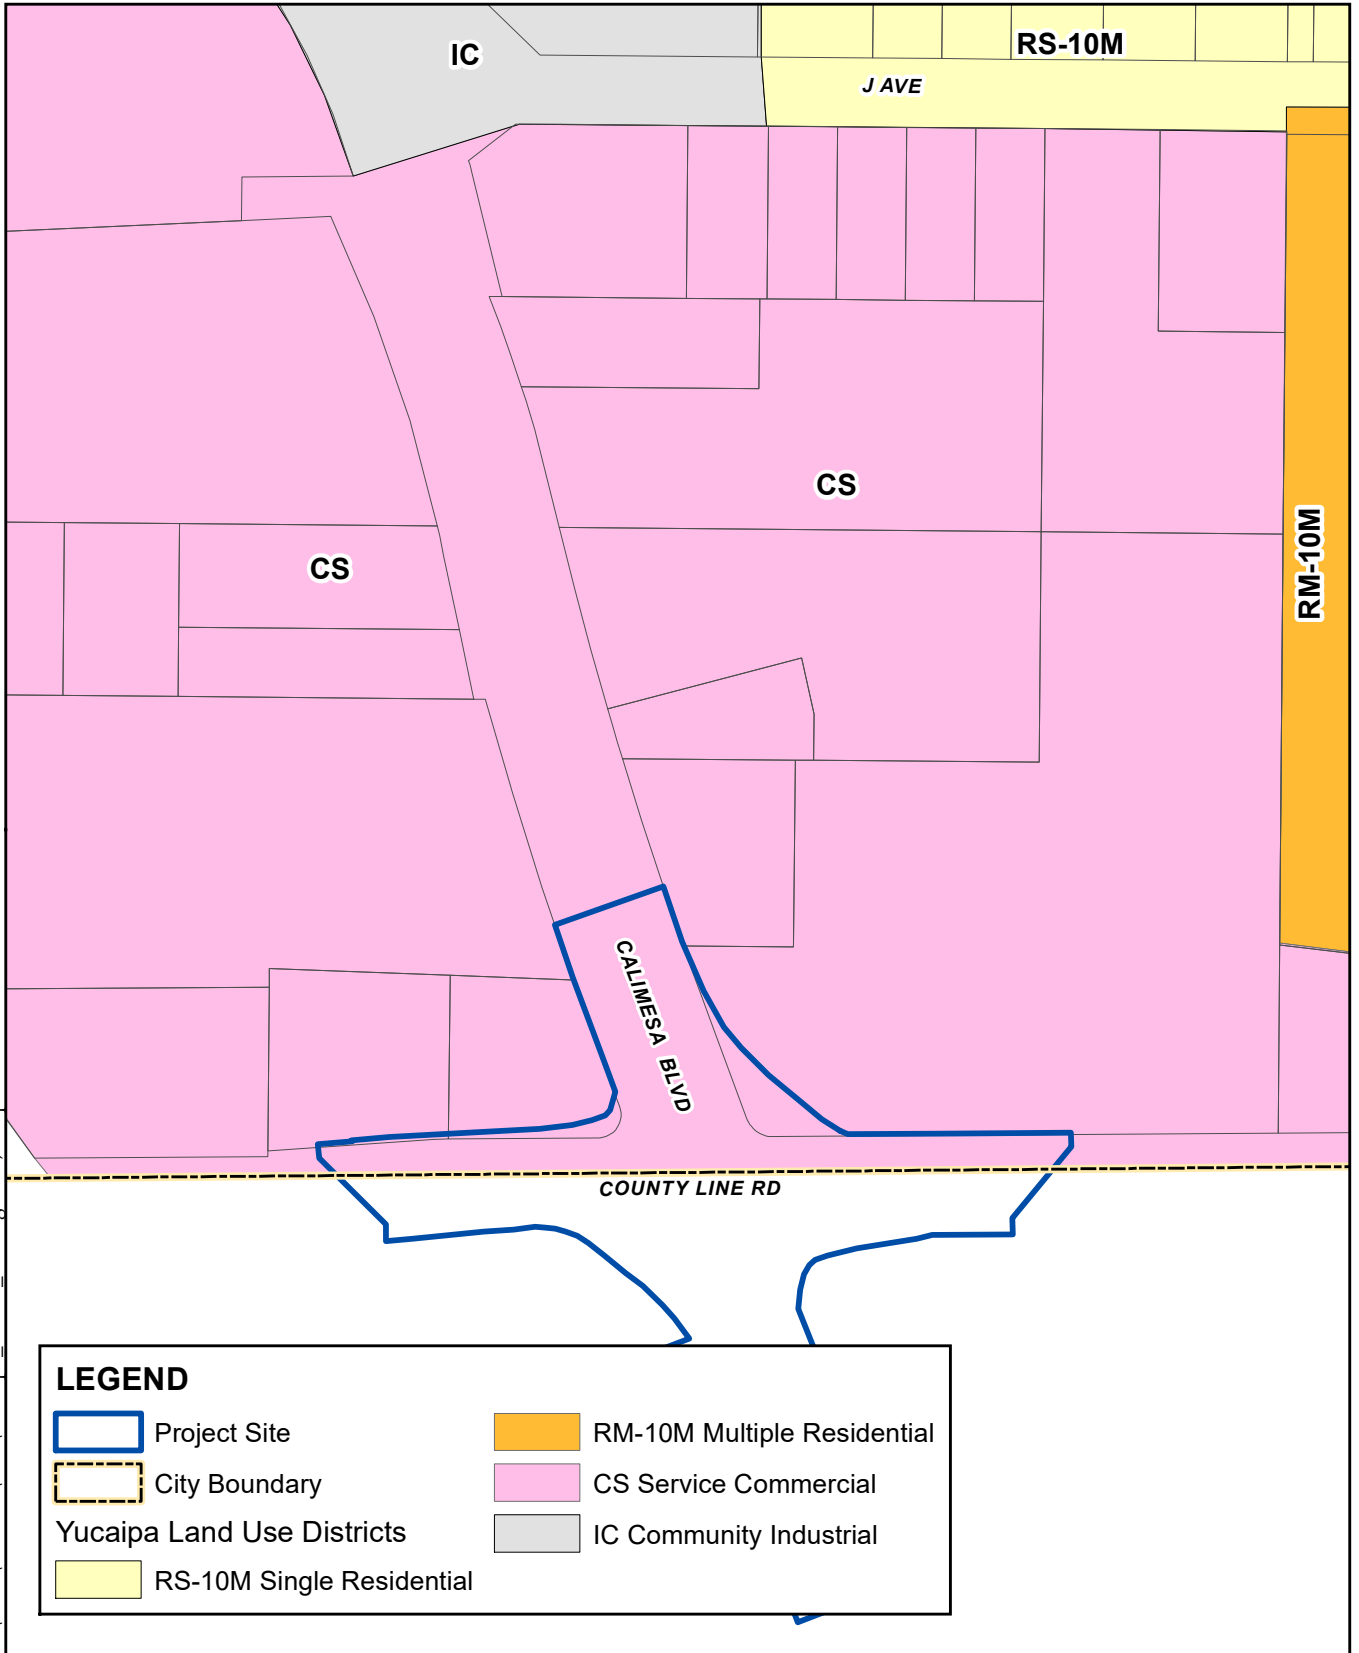 IC
RS-10M
J AVE
CS
CS
RM-10M
CALIMESA BLVD
COUNTY LINE RD
LEGEND
Project Site
City Boundary
Yucaipa Land Use Districts
RS-10M Single Residential
RM-10M Multiple Residential
CS Service Commercial
IC Community Industrial